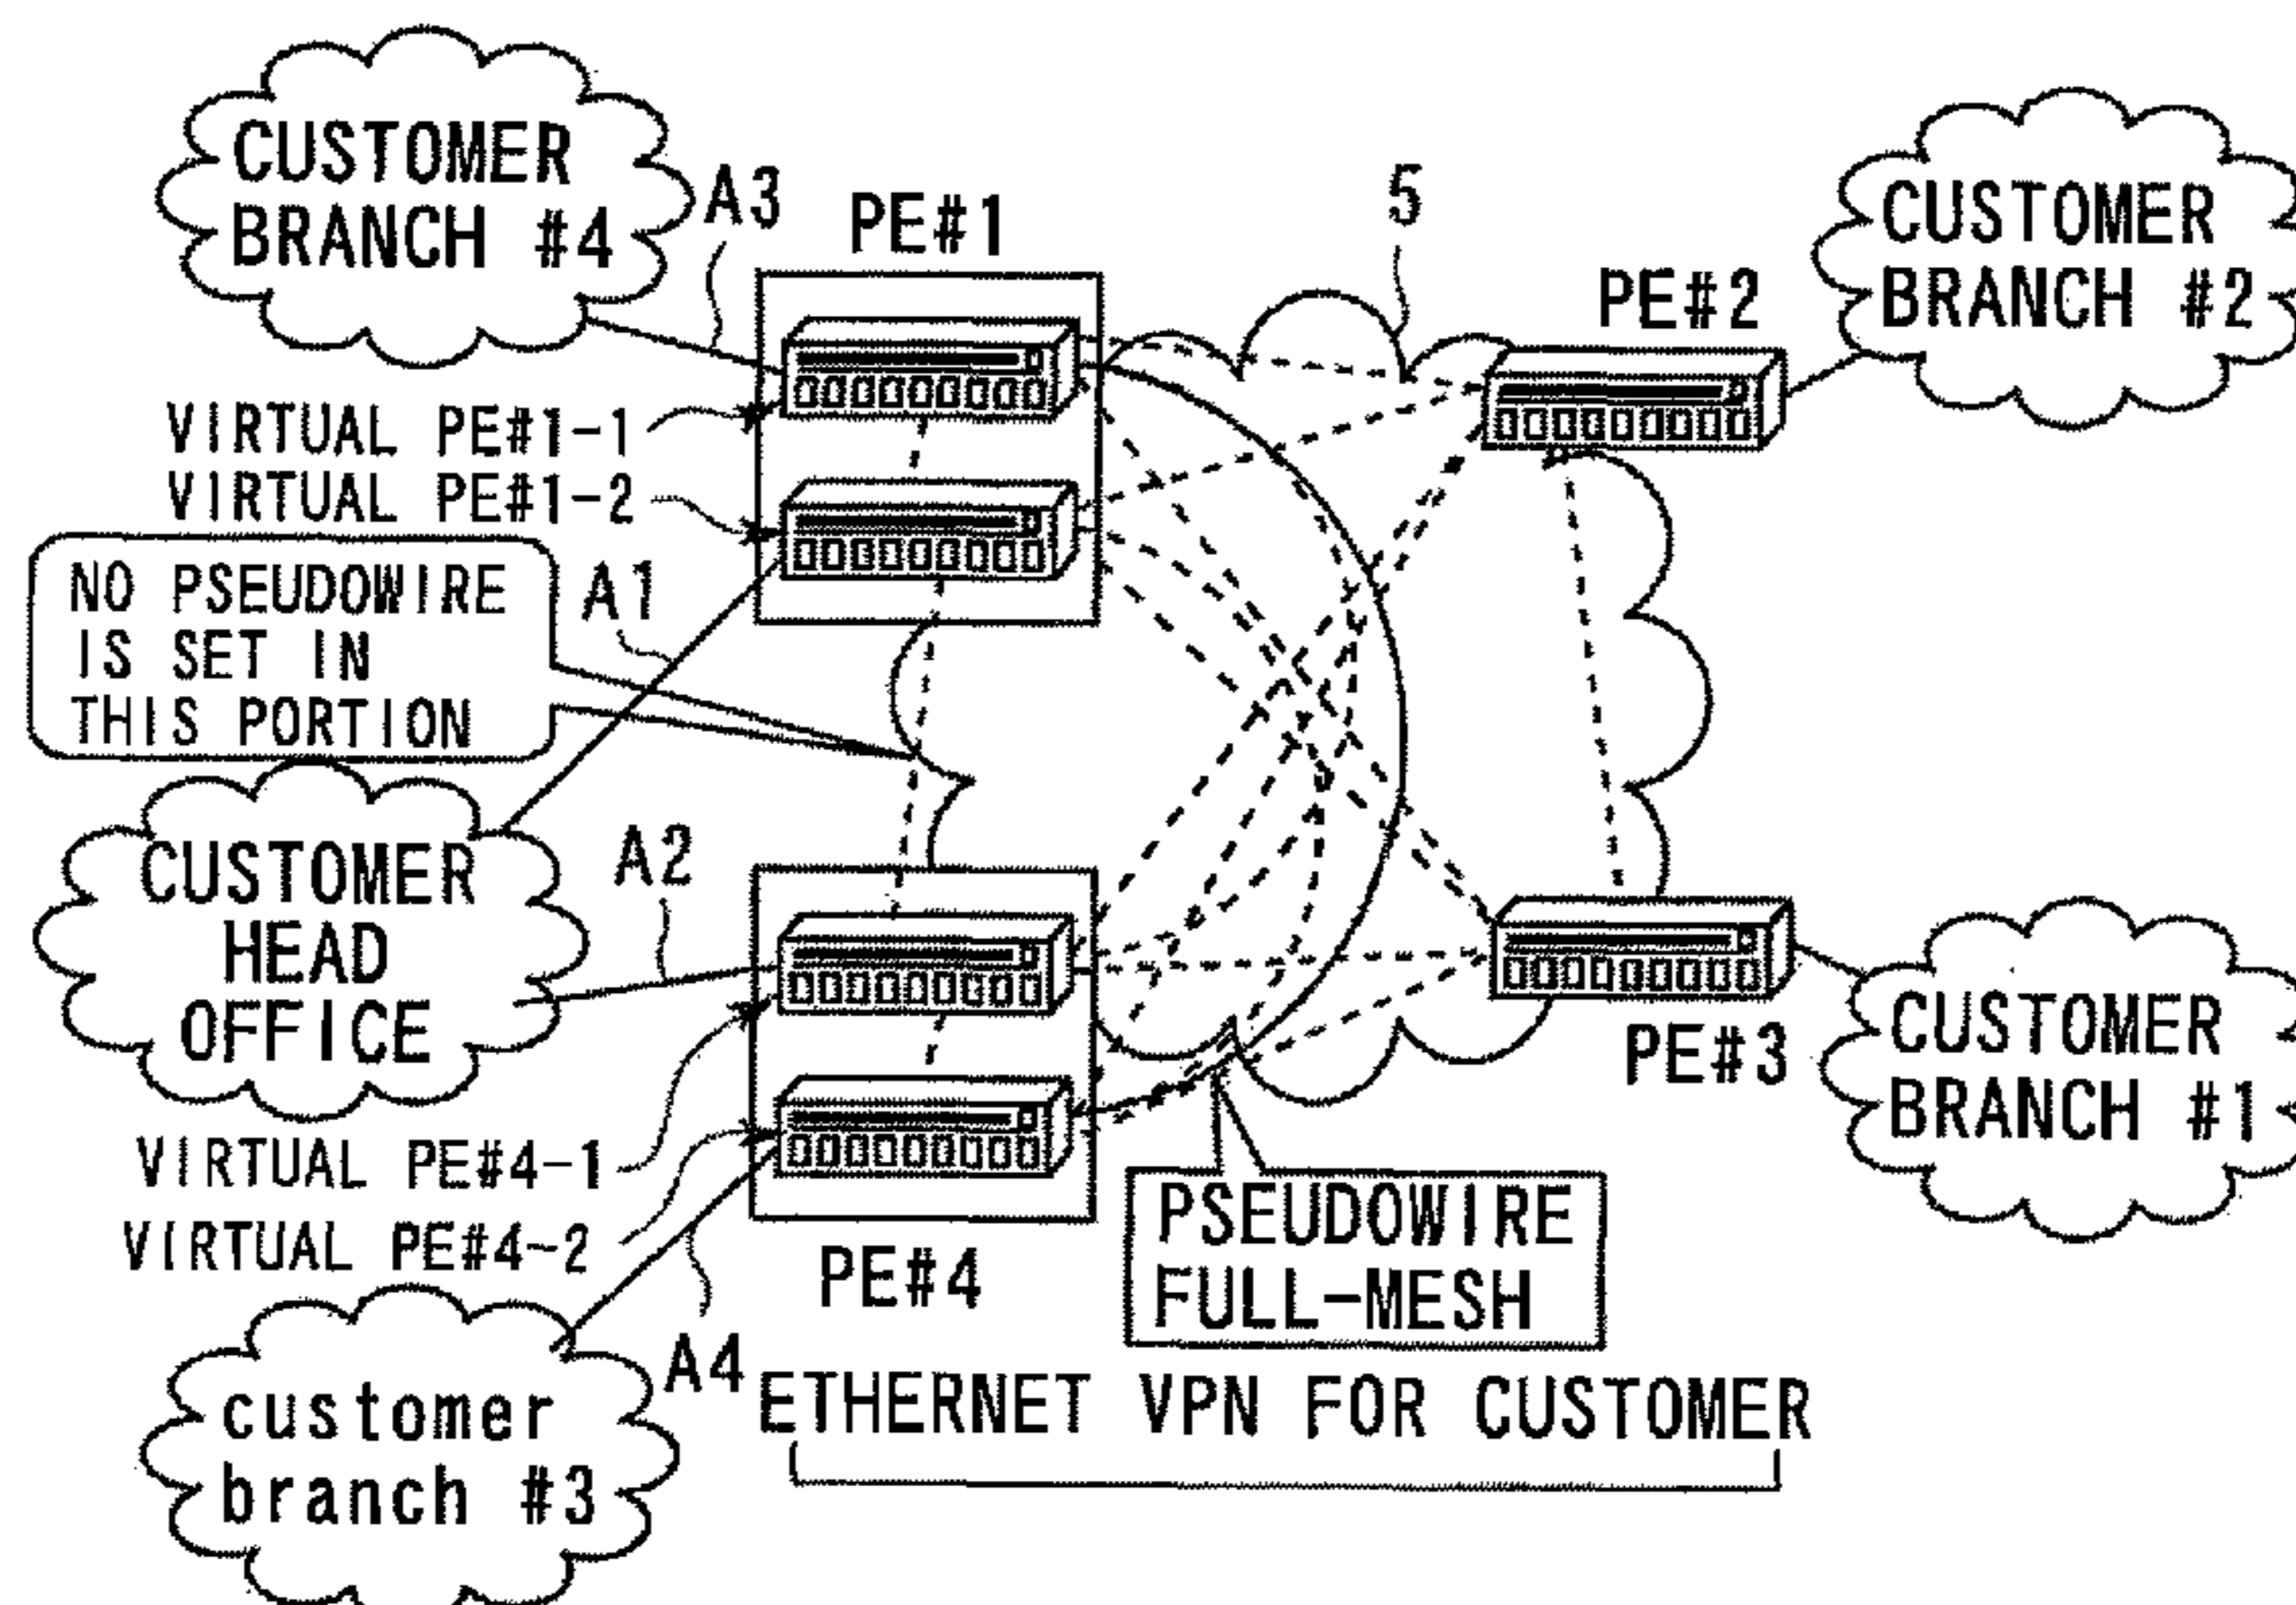 CUSTOMER
BRANCH #4
A3
PE#1
5
PE#2
CUSTOMER
BRANCH #2
VIRTUAL PE#1-1
VIRTUAL PE#1-2
NO PSEUDOWIRE
IS SET IN
THIS PORTION
A1
CUSTOMER
HEAD
OFFICE
A2
PE#3
CUSTOMER
BRANCH #1
VIRTUAL PE#4-1
VIRTUAL PE#4-2
PE#4
PSEUDOWIRE
FULL-MESH
A4
ETHERNET VPN FOR CUSTOMER
customer
branch #3